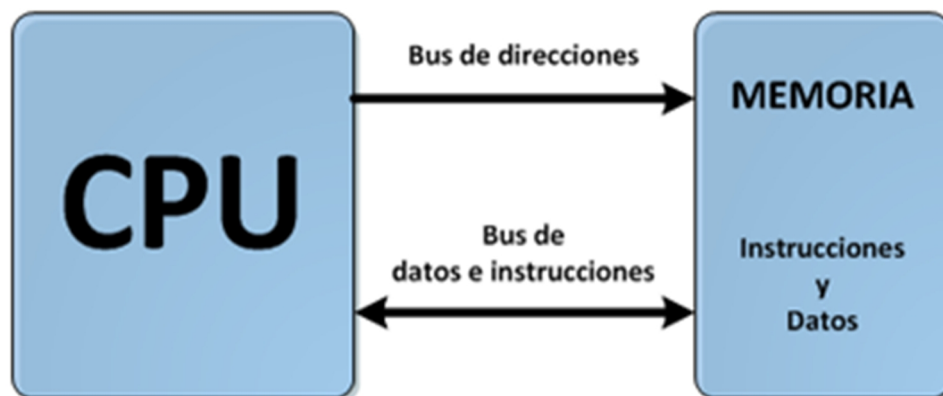 CPU
Bus de direcciones
Bus de
datos e instrucciones
MEMORIA
Instrucciones
y
Datos